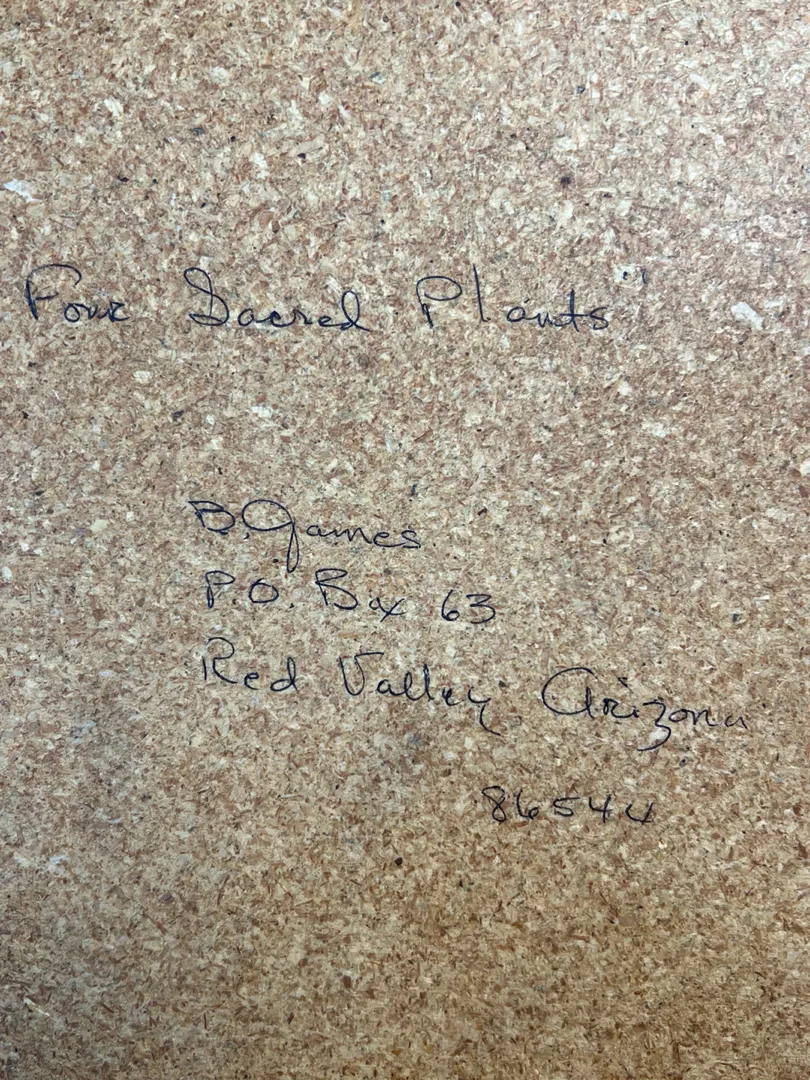 Four Sacred Plants"
B. James
P.O. Box 63
Red Valley, Arizona
86544